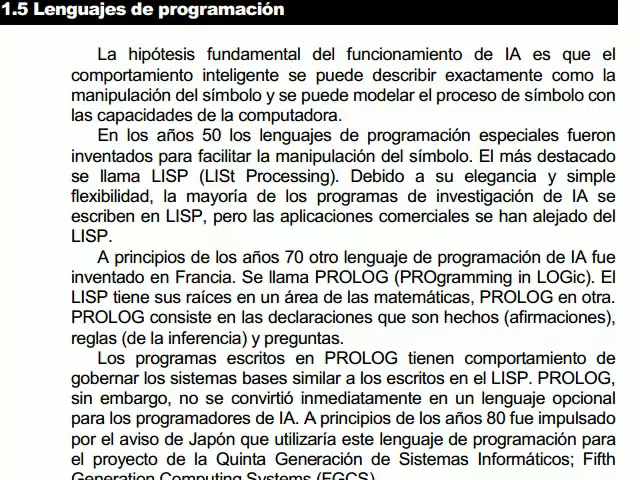 1.5 Lenguajes de programación
La hipótesis fundamental del funcionamiento de IA es que el
comportamiento inteligente se puede describir exactamente como la
manipulación del símbolo y se puede modelar el proceso de símbolo con
las capacidades de la computadora.
En los años 50 los lenguajes de programación especiales fueron
inventados para facilitar la manipulación del símbolo. El más destacado
se llama LISP (LISt Processing). Debido a su elegancia y simple
flexibilidad, la mayoría de los programas de investigación de IA se
escriben en LISP, pero las aplicaciones comerciales se han alejado del
LISP.
A principios de los años 70 otro lenguaje de programación de IA fue
inventado en Francia. Se llama PROLOG (PROgramming in LOGic). El
LISP tiene sus raíces en un área de las matemáticas, PROLOG en otra.
PROLOG consiste en las declaraciones que son hechos (afirmaciones),
reglas (de la inferencia) y preguntas.
Los programas escritos en PROLOG tienen comportamiento de
gobernar los sistemas bases similar a los escritos en el LISP. PROLOG,
sin embargo, no se convirtió inmediatamente en un lenguaje opcional
para los programadores de IA. A principios de los años 80 fue impulsado
por el aviso de Japón que utilizaría este lenguaje de programación para
el proyecto de la Quinta Generación de Sistemas Informáticos; Fifth
Generation Computing Systems (FGCS)